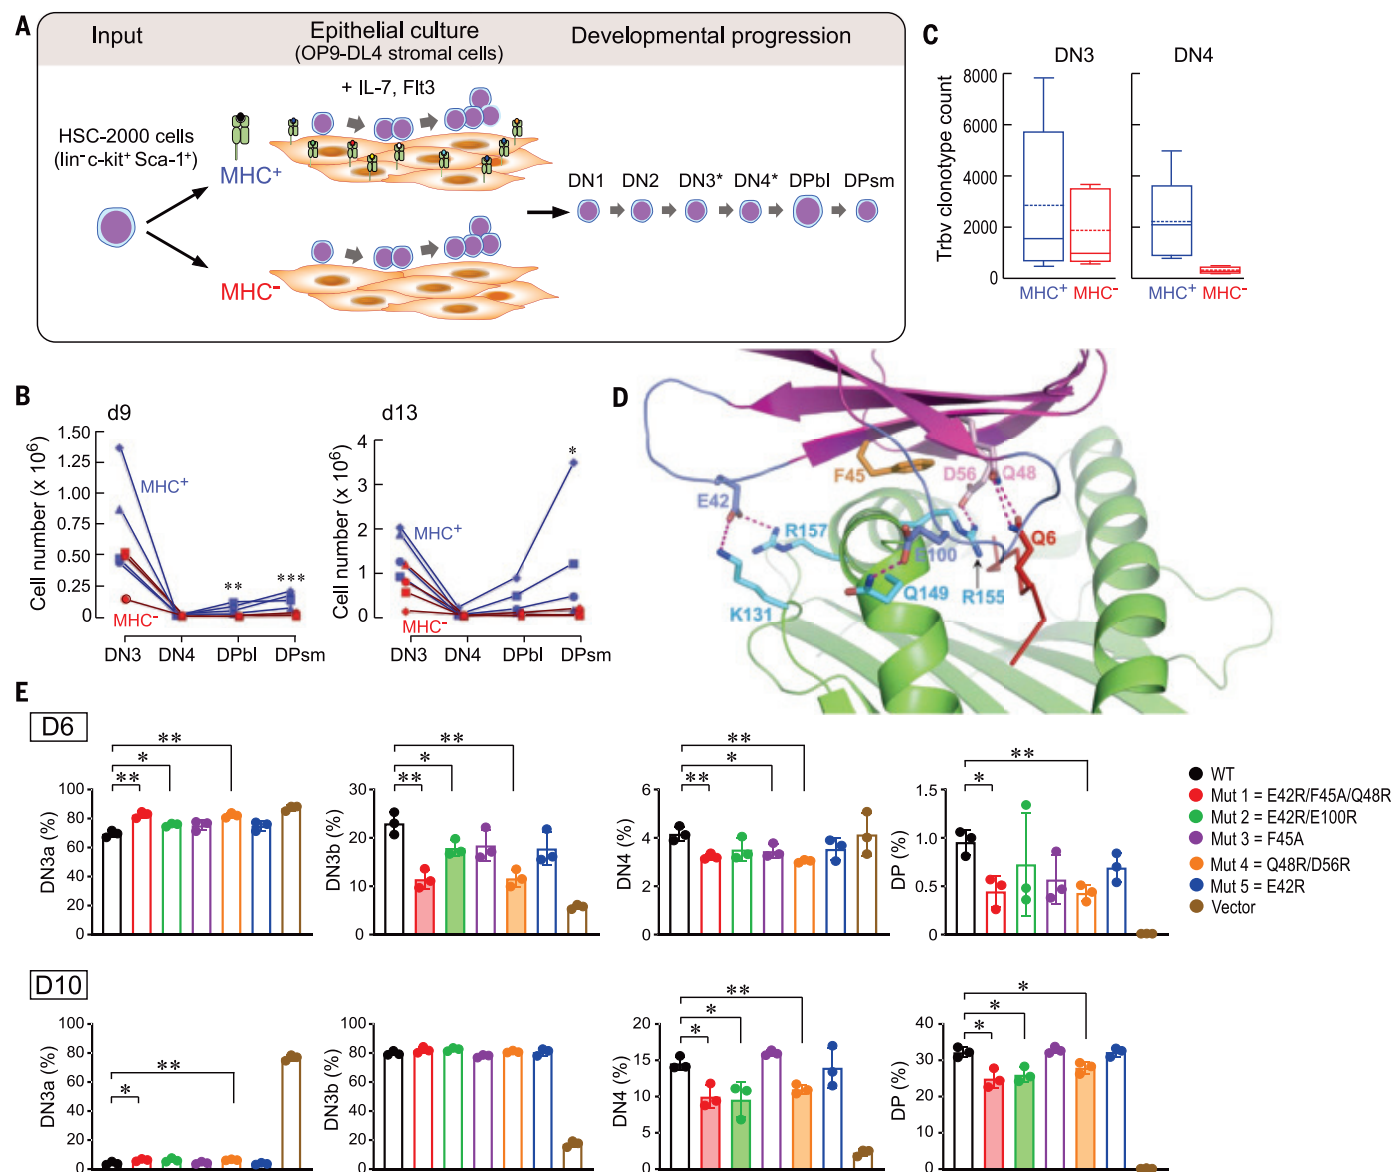 A
Input
Epithelial culture
(OP9-DL4 stromal cells)
Developmental progression
+ IL-7, Flt3
HSC-2000 cells
(lin⁻ c-kit⁺ Sca-1⁺)
MHC⁺
MHC⁻
DN1 DN2 DN3* DN4* DPbl DPsm
C
DN3 DN4
Trbv clonotype count
8000
6000
4000
2000
0
MHC⁺ MHC⁻ MHC⁺ MHC⁻
B
d9
Cell number (x 10⁶)
1.50
1.25
1.00
0.75
0.50
0.25
0
MHC⁺
MHC⁻
** ***
DN3 DN4 DPbl DPsm
d13
Cell number (x 10⁶)
4
3
2
1
0
MHC⁺
MHC⁻
*
DN3 DN4 DPbl DPsm
D
F45
D56 Q48
E42
R157
E100
Q6
Q149
R155
K131
E
D6
DN3a (%)
100
80
60
40
20
0
**
*
**
DN3b (%)
30
20
10
0
**
*
**
DN4 (%)
6
4
2
0
**
*
**
DP (%)
1.5
1.0
0.5
0
**
*
WT
Mut 1 = E42R/F45A/Q48R
Mut 2 = E42R/E100R
Mut 3 = F45A
Mut 4 = Q48R/D56R
Mut 5 = E42R
Vector
D10
DN3a (%)
100
80
60
40
20
0
**
*
DN3b (%)
100
80
60
40
20
0
DN4 (%)
20
15
10
5
0
**
*
*
DP (%)
40
30
20
10
0
*
*
*